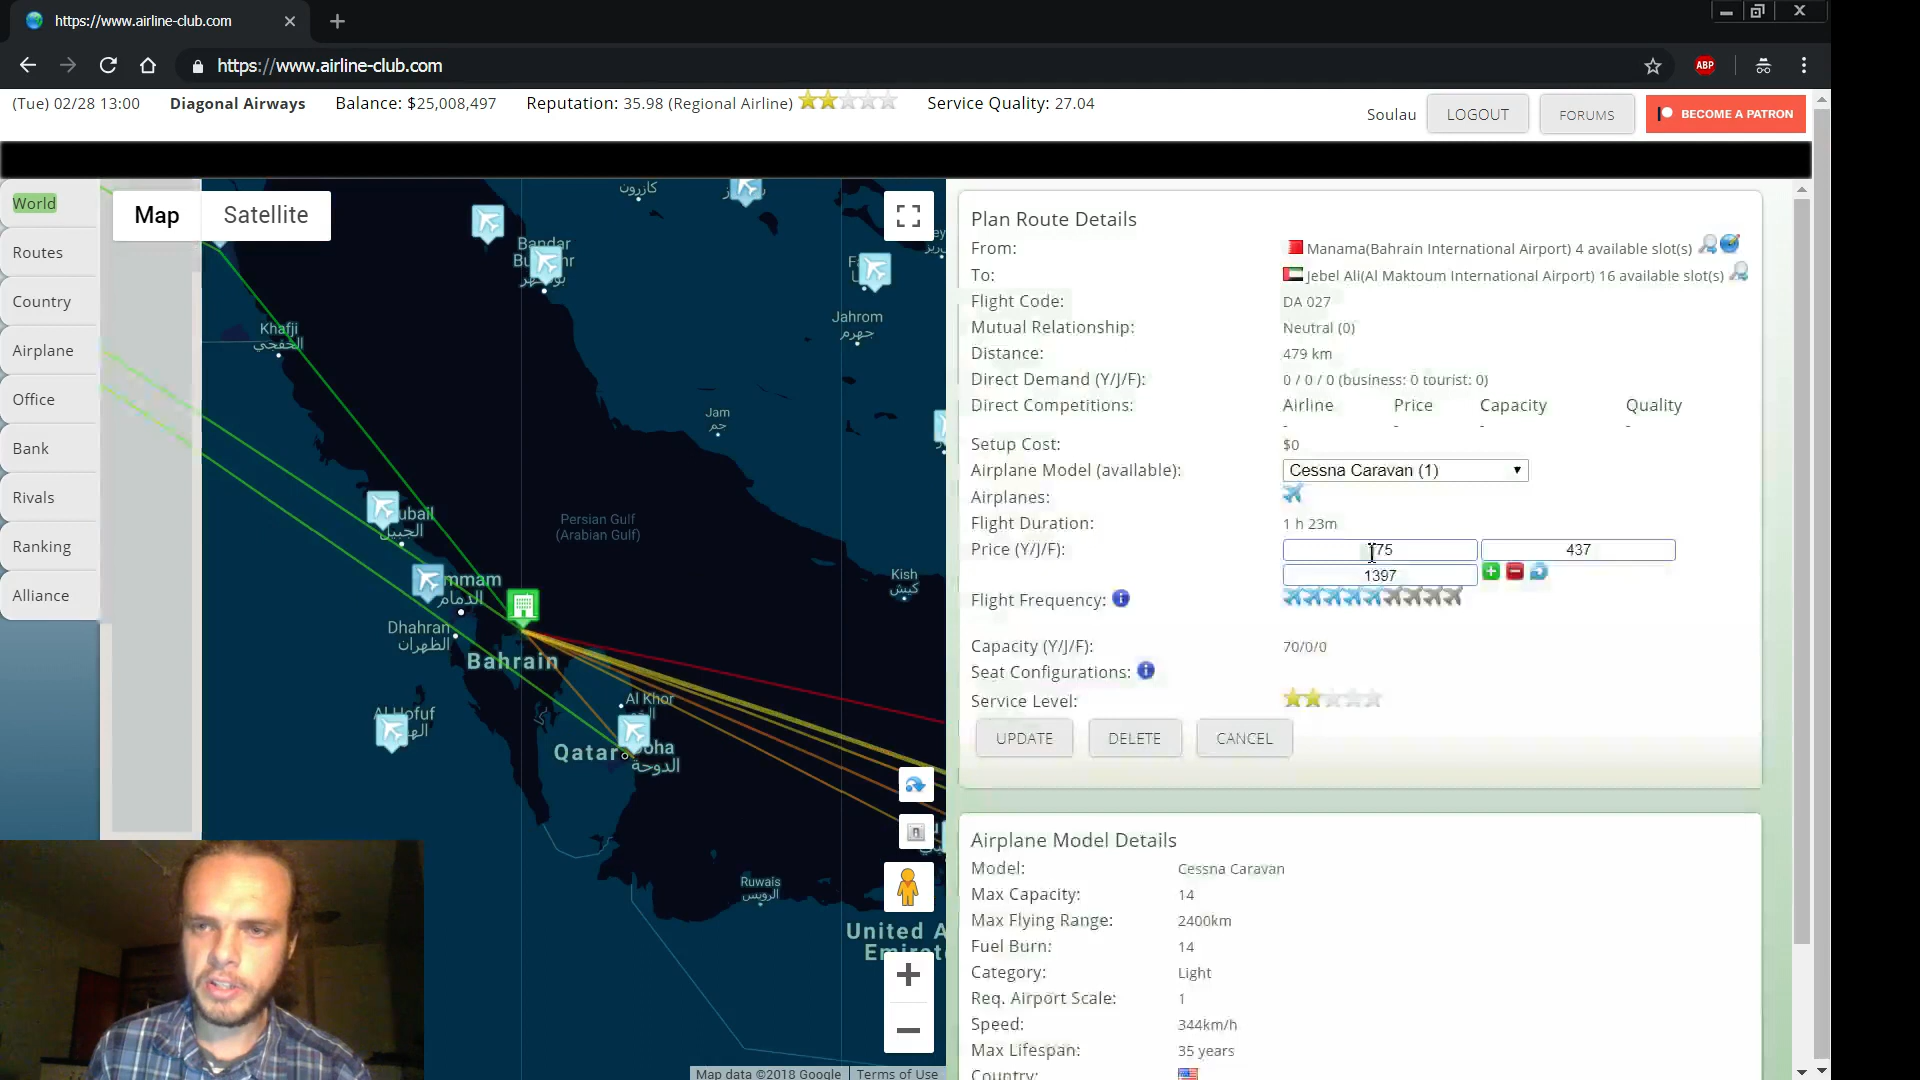 https://www.airline-club.com
https://www.airline-club.com
ABP
(Tue) 02/28 13:00 Diagonal Airways Balance: $25,008,497 Reputation: 35.98 (Regional Airline) Service Quality: 27.04
Soulau LOGOUT FORUMS BECOME A PATRON
World
Routes
Country
Airplane
Office
Bank
Rivals
Ranking
Alliance
Map Satellite
كازرون
Bandar
Khafji
الخفجي
Jahrom
جهرم
Jam
جم
Persian Gulf
(Arabian Gulf)
الجبيل
Kish
كيش
الدمام
Dhahran
الظهران
Bahrain
Al Khor
Qatar
الدوحة
Ruwais
الرويس
United A
Map data ©2018 Google Terms of Use
Plan Route Details
From: Manama(Bahrain International Airport) 4 available slot(s)
To: Jebel Ali(Al Maktoum International Airport) 16 available slot(s)
Flight Code: DA 027
Mutual Relationship: Neutral (0)
Distance: 479 km
Direct Demand (Y/J/F): 0 / 0 / 0 (business: 0 tourist: 0)
Direct Competitions: Airline Price Capacity Quality
- - - -
Setup Cost: $0
Airplane Model (available): Cessna Caravan (1)
Airplanes:
Flight Duration: 1 h 23m
Price (Y/J/F): 75 437
1397
Flight Frequency:
Capacity (Y/J/F): 70/0/0
Seat Configurations:
Service Level:
UPDATE DELETE CANCEL
Airplane Model Details
Model: Cessna Caravan
Max Capacity: 14
Max Flying Range: 2400km
Fuel Burn: 14
Category: Light
Req. Airport Scale: 1
Speed: 344km/h
Max Lifespan: 35 years
Country: